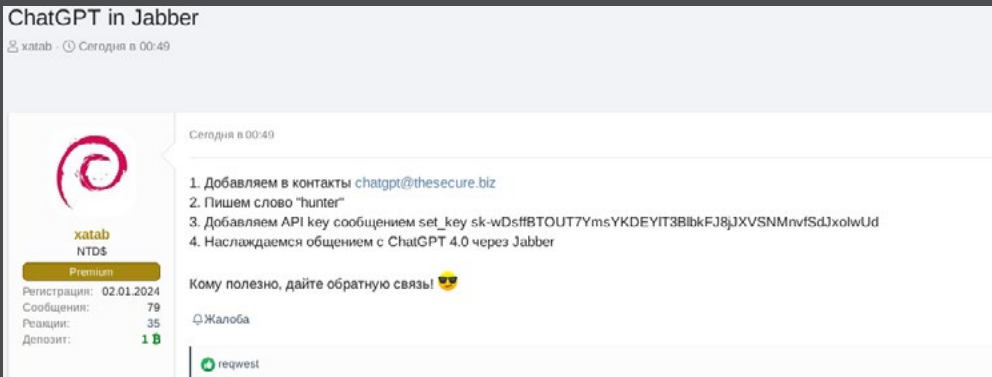 ChatGPT in Jabber
xatab · Сегодня в 00:49
Сегодня в 00:49
1. Добавляем в контакты chatgpt@thesecure.biz
2. Пишем слово "hunter"
3. Добавляем API key сообщением set_key
4. Наслаждаемся общением с ChatGPT 4.0 через Jabber
Кому полезно, дайте обратную связь!
Жалоба
reqwest
xatab
NTD$
Premium
Регистрация: 02.01.2024
Сообщения: 79
Реакции: 35
Депозит: 1 ₿